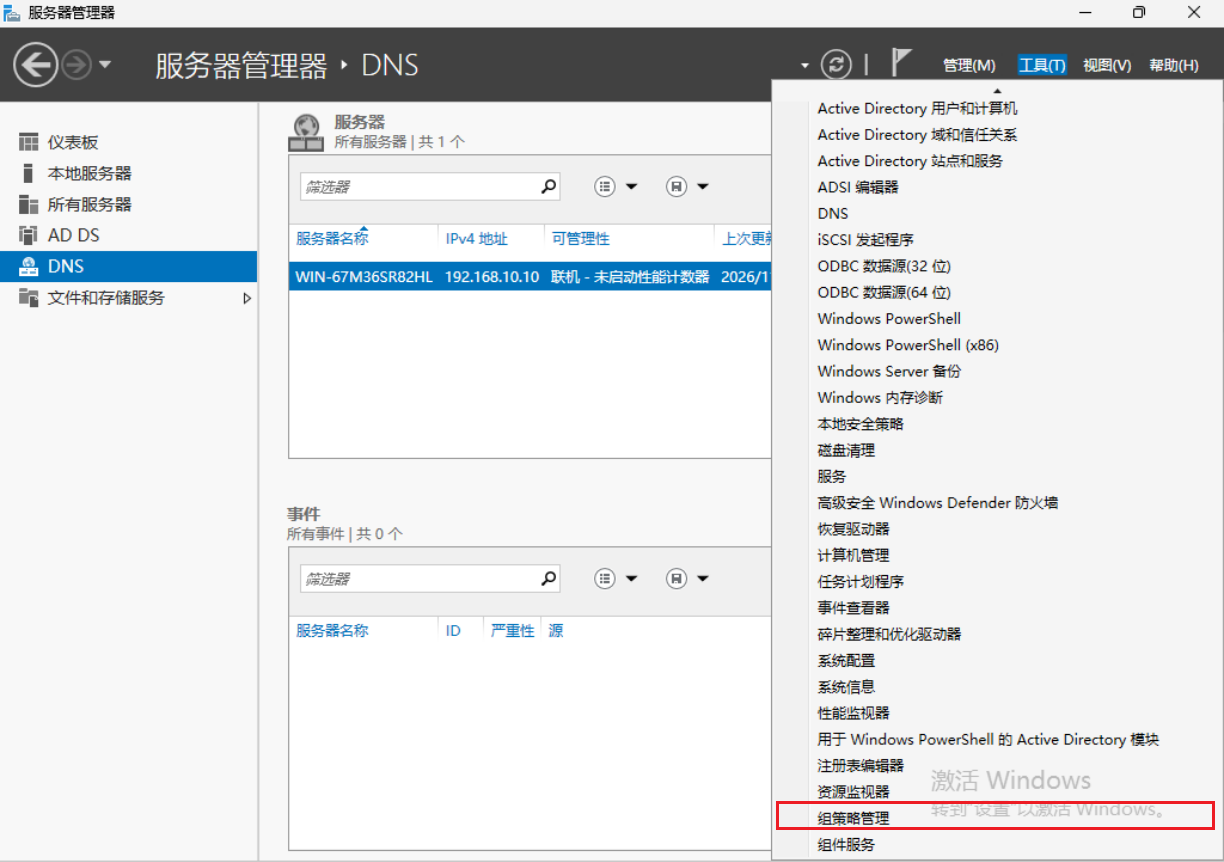 服务器管理器
服务器管理器 ‣ DNS
管理(M) 工具(T) 视图(V) 帮助(H)
仪表板
本地服务器
所有服务器
AD DS
DNS
文件和存储服务
服务器
所有服务器 | 共 1 个
筛选器
服务器名称 IPv4 地址 可管理性 上次更新
WIN-67M36SR82HL 192.168.10.10 联机 - 未启动性能计数器 2026/1
事件
所有事件 | 共 0 个
筛选器
服务器名称 ID 严重性 源
Active Directory 用户和计算机
Active Directory 域和信任关系
Active Directory 站点和服务
ADSI 编辑器
DNS
iSCSI 发起程序
ODBC 数据源(32 位)
ODBC 数据源(64 位)
Windows PowerShell
Windows PowerShell (x86)
Windows Server 备份
Windows 内存诊断
本地安全策略
磁盘清理
服务
高级安全 Windows Defender 防火墙
恢复驱动器
计算机管理
任务计划程序
事件查看器
碎片整理和优化驱动器
系统配置
系统信息
性能监视器
用于 Windows PowerShell 的 Active Directory 模块
注册表编辑器
资源监视器
组策略管理
组件服务
激活 Windows
转到"设置"以激活 Windows。